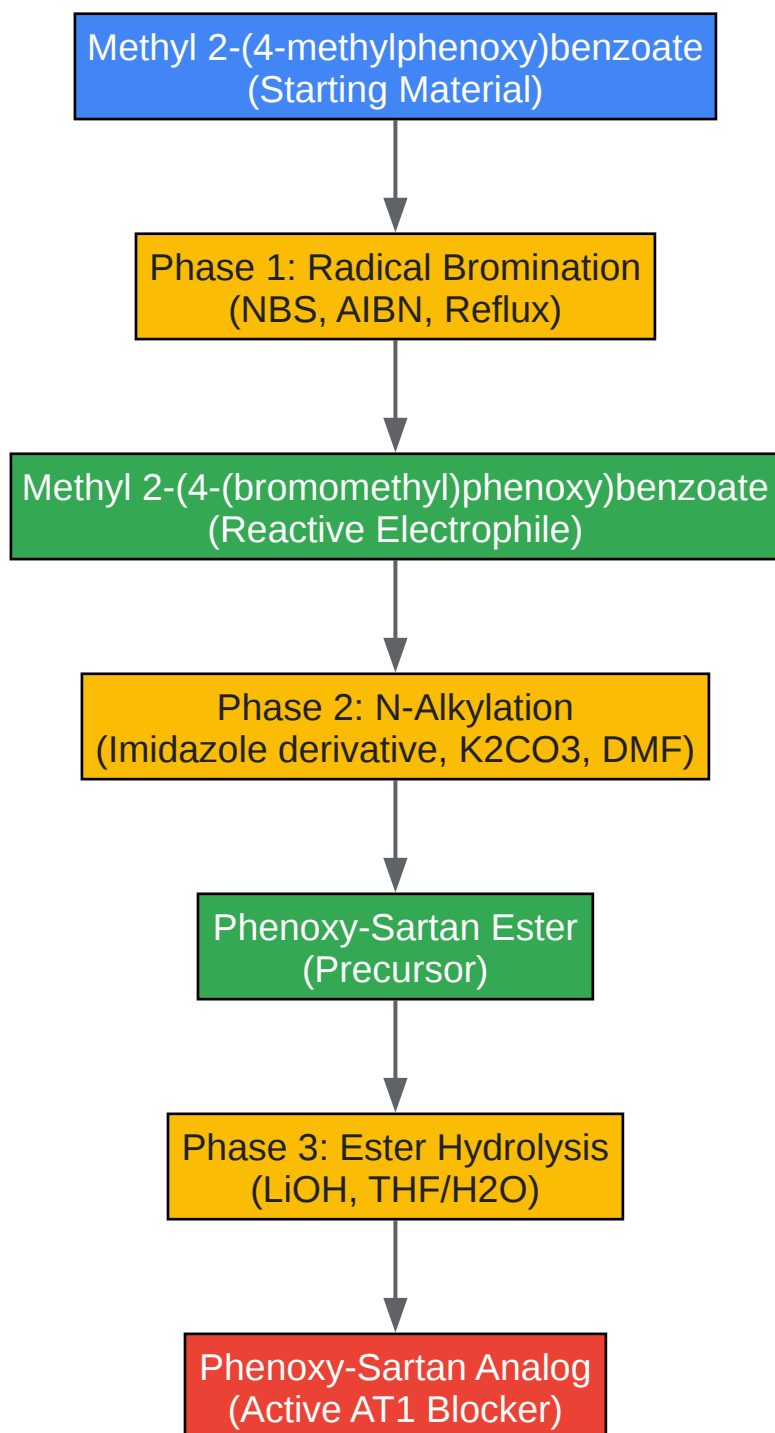 Methyl 2-(4-methylphenoxy)benzoate
(Starting Material)
Phase 1: Radical Bromination
(NBS, AIBN, Reflux)
Methyl 2-(4-(bromomethyl)phenoxy)benzoate
(Reactive Electrophile)
Phase 2: N-Alkylation
(Imidazole derivative, K2CO3, DMF)
Phenoxy-Sartan Ester
(Precursor)
Phase 3: Ester Hydrolysis
(LiOH, THF/H2O)
Phenoxy-Sartan Analog
(Active AT1 Blocker)